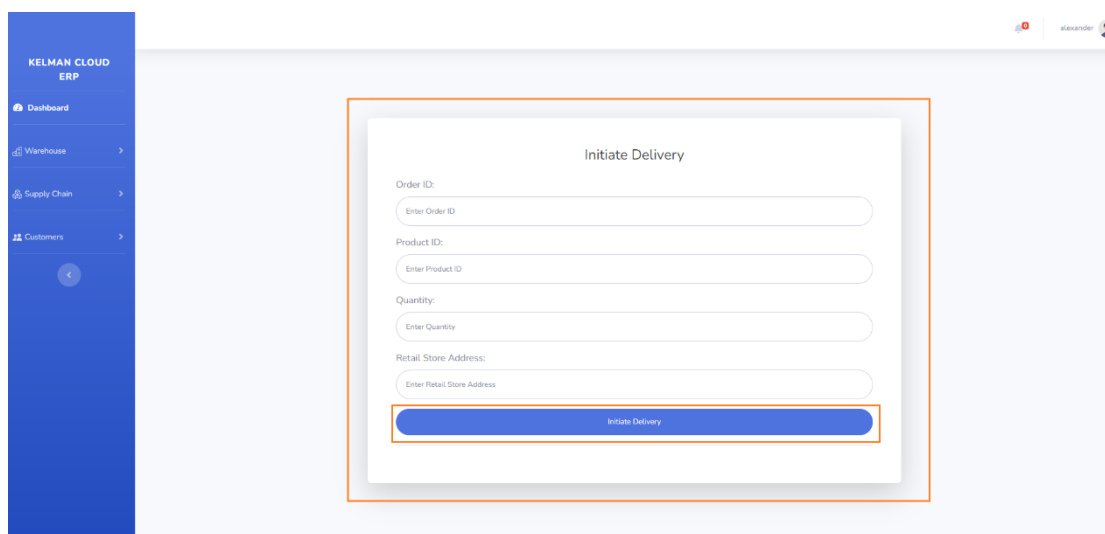 0
alexander
KELMAN CLOUD
ERP
Dashboard
Warehouse
Supply Chain
Customers
Initiate Delivery
Order ID:
Enter Order ID
Product ID:
Enter Product ID
Quantity:
Enter Quantity
Retail Store Address:
Enter Retail Store Address
Initiate Delivery